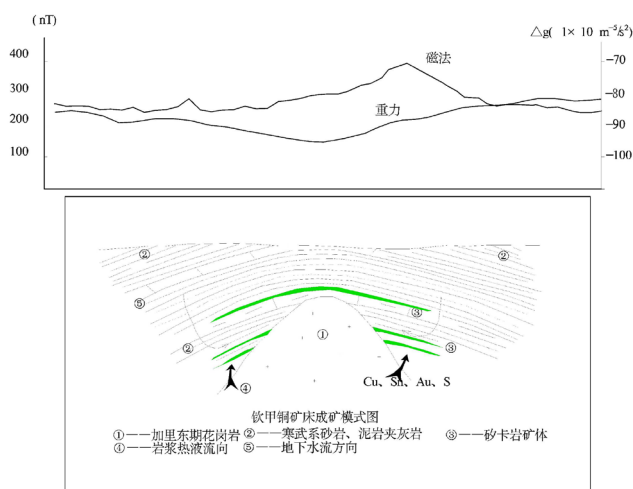 (nT)
△g( 1× 10 m⁻⁵/s²)
400
磁法
−70
300
−80
重力
200
−90
100
−100
② ②
⑤
③
② ① ③
④
Cu、Sn、Au、S
钦甲铜矿床成矿模式图
①——加里东期花岗岩 ②——寒武系砂岩、泥岩夹灰岩 ③——矽卡岩矿体
④——岩浆热液流向 ⑤——地下水流方向